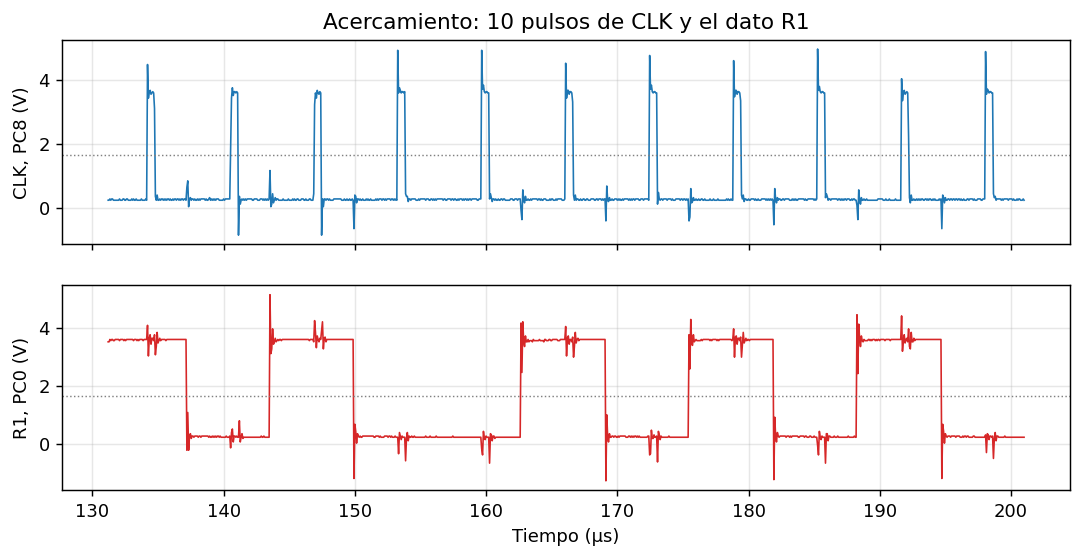 Acercamiento: 10 pulsos de CLK y el dato R1
CLK, PC8 (V)
4
2
0
R1, PC0 (V)
4
2
0
130 140 150 160 170 180 190 200
Tiempo (µs)